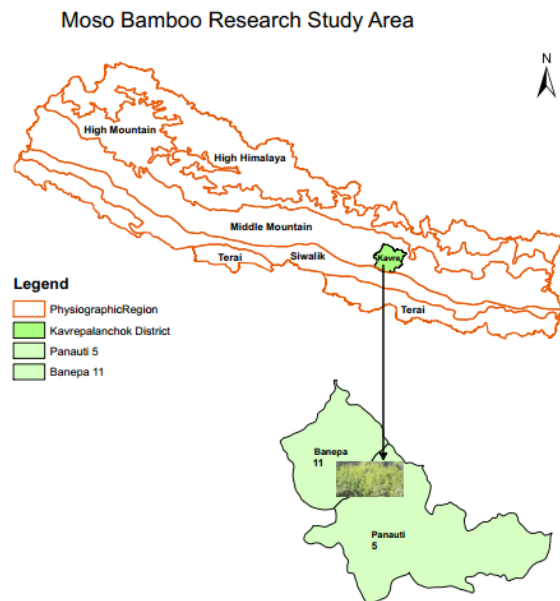 Moso Bamboo Research Study Area
N
High Mountain
High Himalaya
Middle Mountain
Kavre
Terai
Siwalik
Terai
Legend
PhysiographicRegion
Kavrepalanchok District
Panauti 5
Banepa 11
Banepa
11
Panauti
5